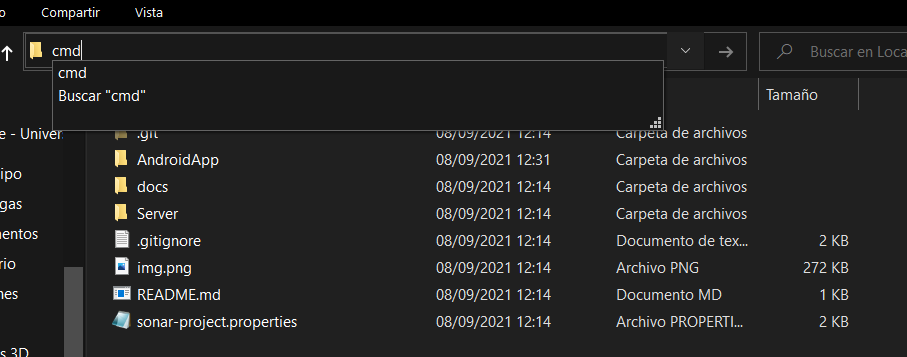 Compartir Vista
cmd Buscar en Loca
cmd
Buscar "cmd"
Tamaño
.git 08/09/2021 12:14 Carpeta de archivos
AndroidApp 08/09/2021 12:31 Carpeta de archivos
docs 08/09/2021 12:14 Carpeta de archivos
Server 08/09/2021 12:14 Carpeta de archivos
.gitignore 08/09/2021 12:14 Documento de tex... 2 KB
img.png 08/09/2021 12:14 Archivo PNG 272 KB
README.md 08/09/2021 12:14 Documento MD 1 KB
sonar-project.properties 08/09/2021 12:14 Archivo PROPERTI... 2 KB
e - Univer
ipo
gas
mentos
rio
nes
s 3D